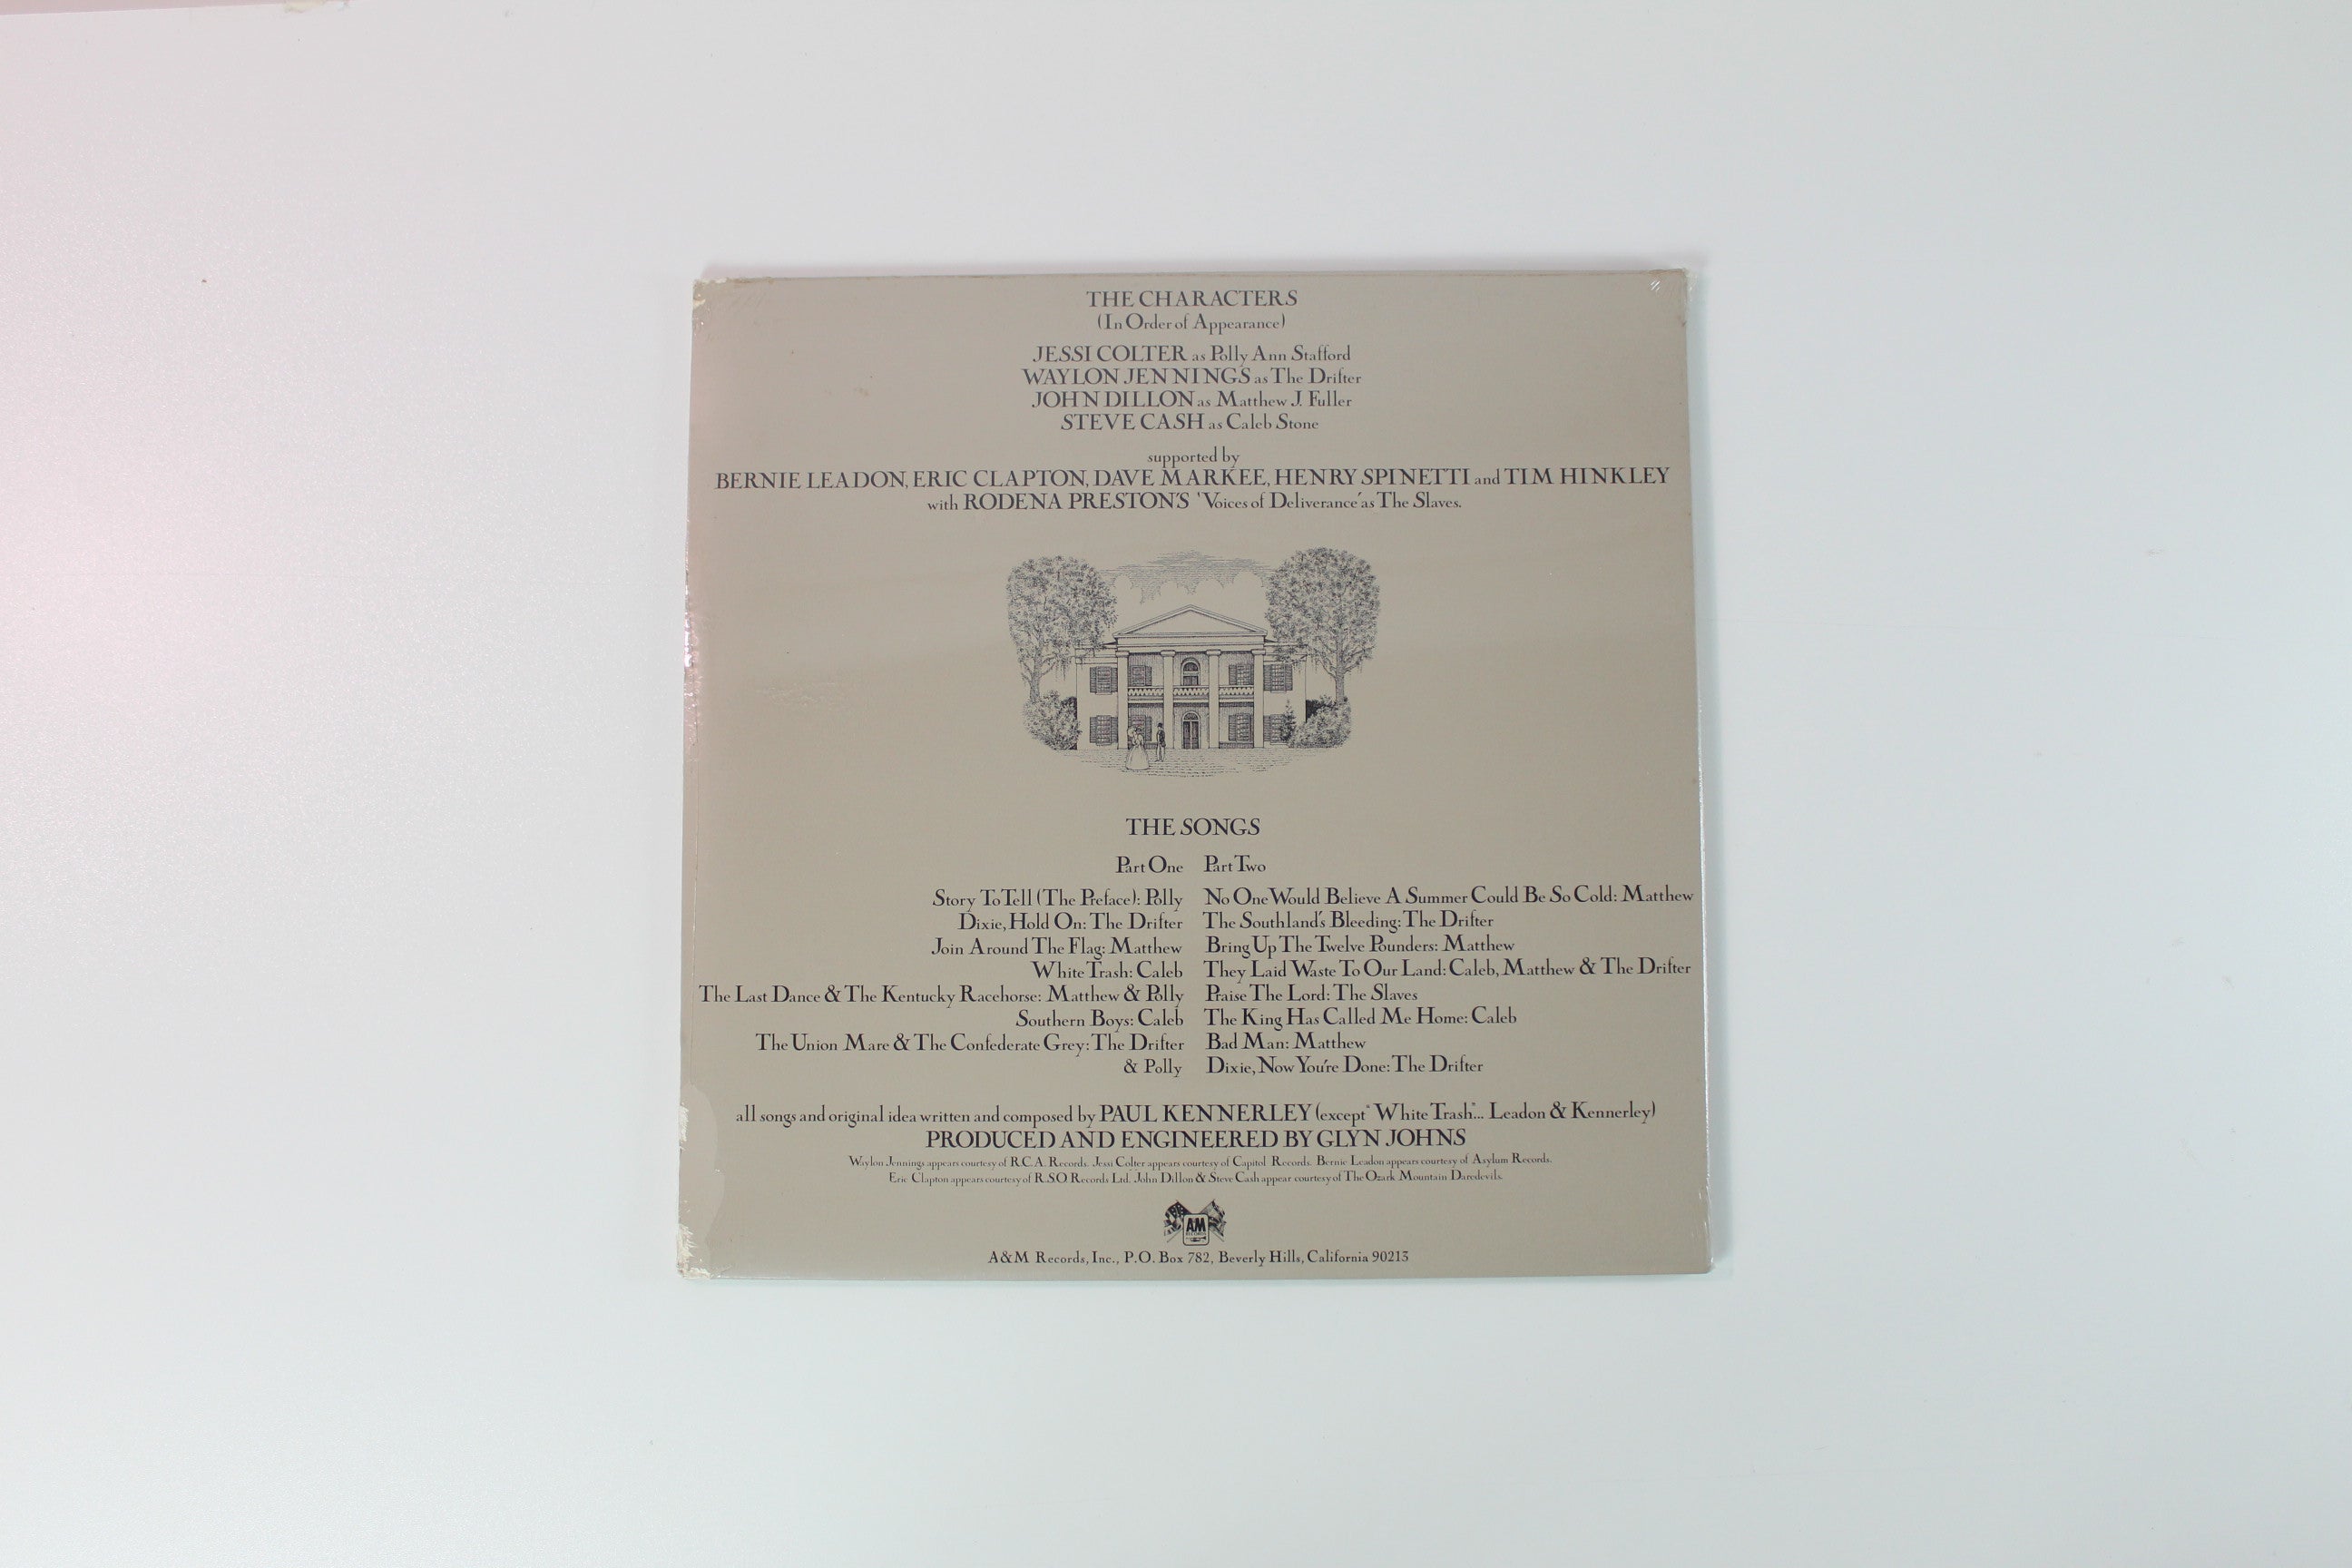 THE CHARACTERS
(In Order of Appearance)
JESSI COLTER as Polly Ann Stafford
WAYLON JENNINGS as The Drifter
JOHN DILLON as Matthew J. Fuller
STEVE CASH as Caleb Stone
supported by
BERNIE LEADON, ERIC CLAPTON, DAVE MARKEE, HENRY SPINETTI and TIM HINKLEY
with RODENA PRESTON'S 'Voices of Deliverance' as The Slaves.
THE SONGS
Part One
Story To Tell (The Preface): Polly
Dixie, Hold On: The Drifter
Join Around The Flag: Matthew
White Trash: Caleb
The Last Dance & The Kentucky Racehorse: Matthew & Polly
Southern Boys: Caleb
The Union Mare & The Confederate Grey: The Drifter
& Polly
Part Two
No One Would Believe A Summer Could Be So Cold: Matthew
The Southland's Bleeding: The Drifter
Bring Up The Twelve Pounders: Matthew
They Laid Waste To Our Land: Caleb, Matthew & The Drifter
Praise The Lord: The Slaves
The King Has Called Me Home: Caleb
Bad Man: Matthew
Dixie, Now You're Done: The Drifter
all songs and original idea written and composed by PAUL KENNERLEY (except "White Trash"... Leadon & Kennerley)
PRODUCED AND ENGINEERED BY GLYN JOHNS
Waylon Jennings appears courtesy of R.C.A. Records. Jessi Colter appears courtesy of Capitol Records. Bernie Leadon appears courtesy of Asylum Records.
Eric Clapton appears courtesy of R.S.O. Records Ltd. John Dillon & Steve Cash appear courtesy of The Ozark Mountain Daredevils.
AM
RECORDS
A&M Records, Inc., P.O. Box 782, Beverly Hills, California 90213